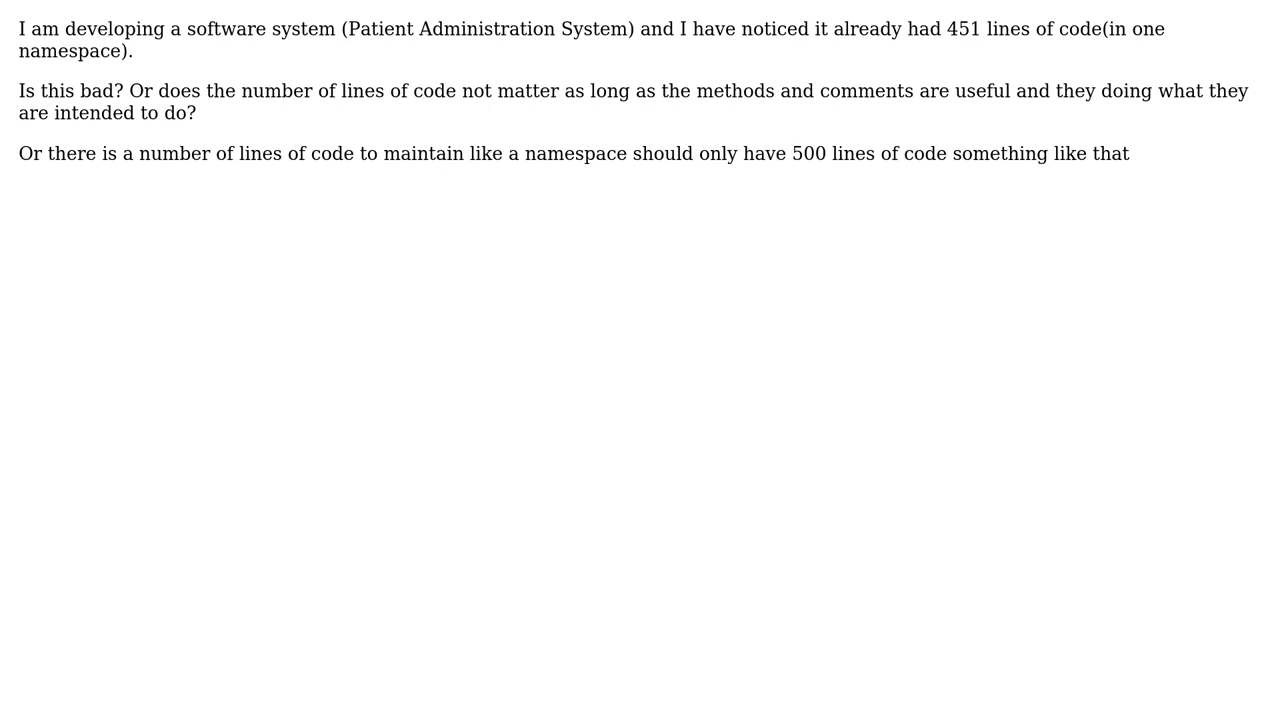 I am developing a software system (Patient Administration System) and I have noticed it already had 451 lines of code(in one
namespace).
Is this bad? Or does the number of lines of code not matter as long as the methods and comments are useful and they doing what they
are intended to do?
Or there is a number of lines of code to maintain like a namespace should only have 500 lines of code something like that